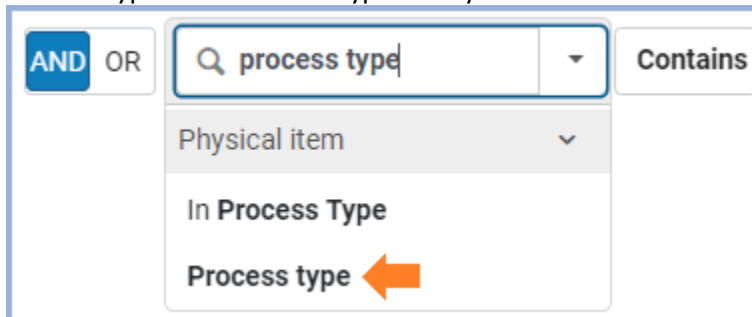 AND OR process type Contains
Physical item
In Process Type
Process type